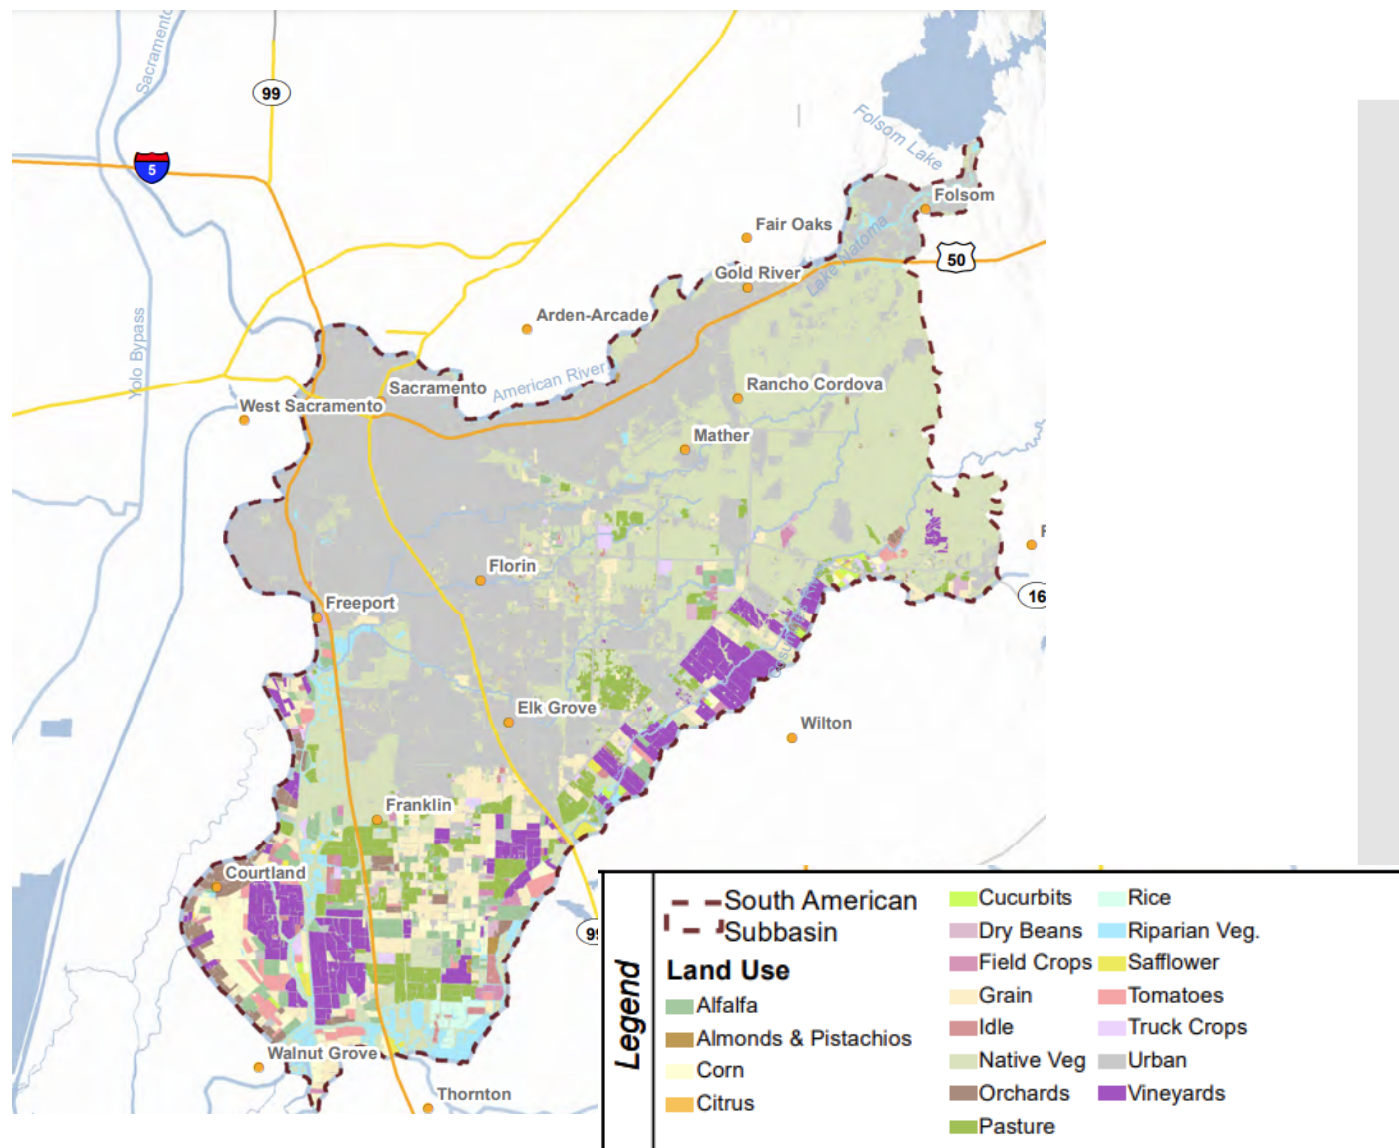 Sacramento
99
5
Folsom Lake
Folsom
Fair Oaks
Lake Natoma
50
Gold River
Arden-Arcade
Yolo Bypass
American River
Sacramento
Rancho Cordova
West Sacramento
Mather
Florin
16
Freeport
Elk Grove
Wilton
Franklin
Courtland
99
Walnut Grove
Thornton
Legend
South American
Subbasin
Land Use
Alfalfa
Almonds & Pistachios
Corn
Citrus
Cucurbits
Dry Beans
Field Crops
Grain
Idle
Native Veg
Orchards
Pasture
Rice
Riparian Veg.
Safflower
Tomatoes
Truck Crops
Urban
Vineyards